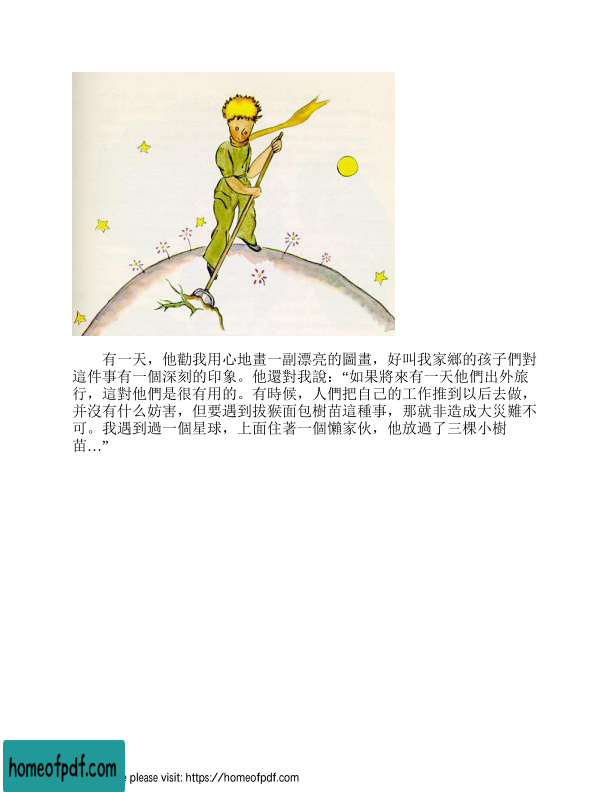 有一天，他勸我用心地畫一副漂亮的圖畫，好叫我家鄉的孩子們對
這件事有一個深刻的印象。他還對我說：“如果將來有一天他們出外旅
行，這對他們是很有用的。有時候，人們把自己的工作推到以后去做，
并沒有什么妨害，但要遇到拔猴面包樹苗這種事，那就非造成大災難不
可。我遇到過一個星球，上面住著一個懶家伙，他放過了三棵小樹
苗…”
homeofpdf.com
e please visit: https://homeofpdf.com